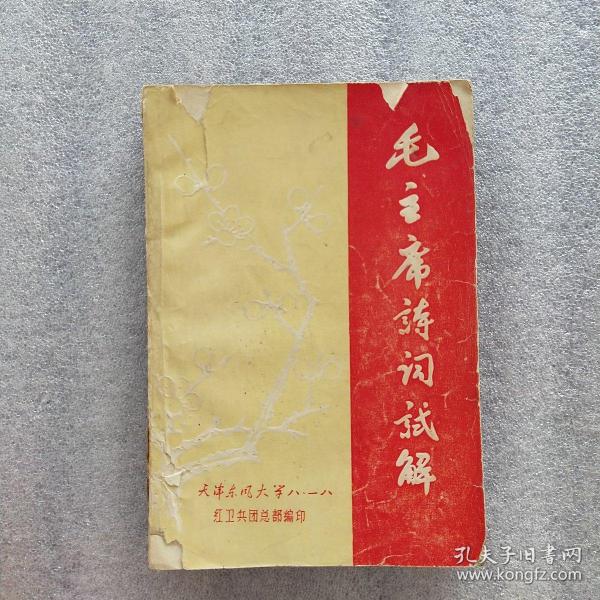 毛主席詩词試解
天津东风大学八·一八
红卫兵团总部编印
孔夫子旧书网
www.kongfz.com